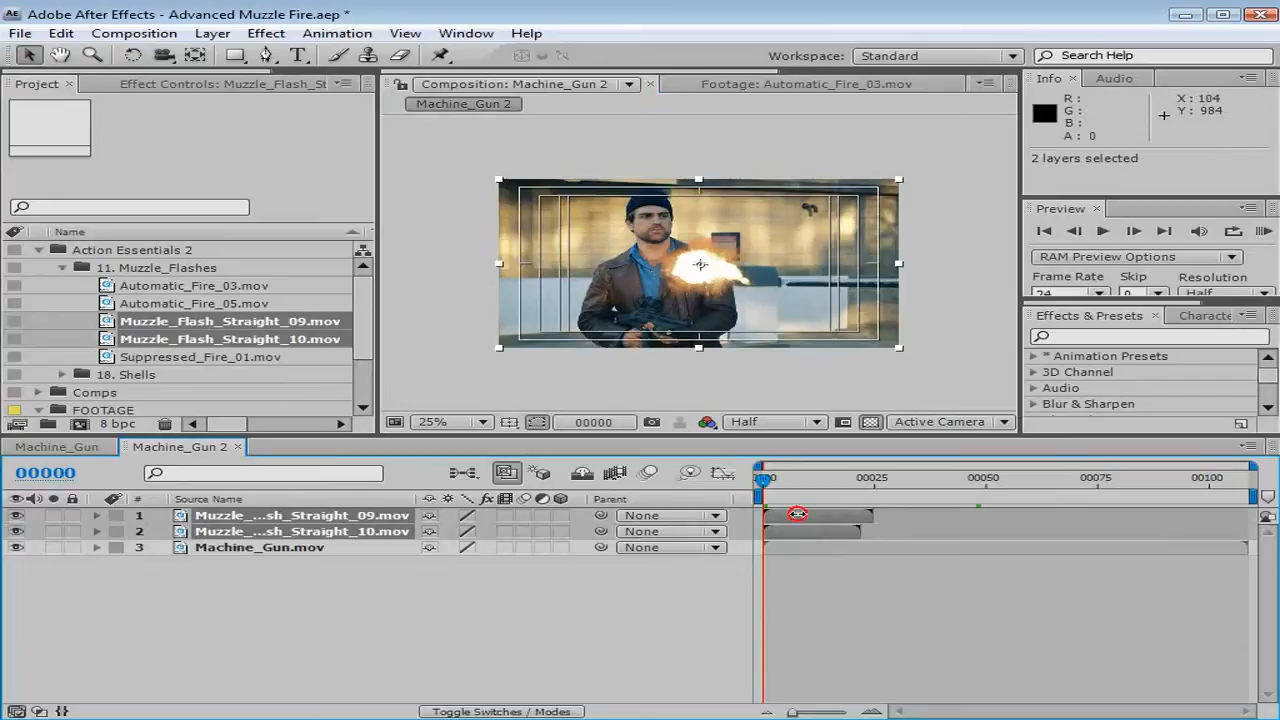 AE Adobe After Effects - Advanced Muzzle Fire.aep *
File Edit Composition Layer Effect Animation View Window Help
Workspace: Standard Search Help
Project Effect Controls: Muzzle_Flash_St
Composition: Machine_Gun 2 Footage: Automatic_Fire_03.mov
Machine_Gun 2
Info Audio
R: X: 104
G: Y: 984
B:
A: 0
2 layers selected
Preview
RAM Preview Options
Frame Rate Skip Resolution
24 0 Half
Effects & Presets Characte
* Animation Presets
3D Channel
Audio
Blur & Sharpen
Name
Action Essentials 2
11. Muzzle_Flashes
Automatic_Fire_03.mov
Automatic_Fire_05.mov
Muzzle_Flash_Straight_09.mov
Muzzle_Flash_Straight_10.mov
Suppressed_Fire_01.mov
18. Shells
Comps
FOOTAGE
8 bpc
25% 00000 Half Active Camera
Machine_Gun Machine_Gun 2
00000
00025 00050 00075 00100
# Source Name Parent
1 Muzzle_...sh_Straight_09.mov None
2 Muzzle_...sh_Straight_10.mov None
3 Machine_Gun.mov None
Toggle Switches / Modes